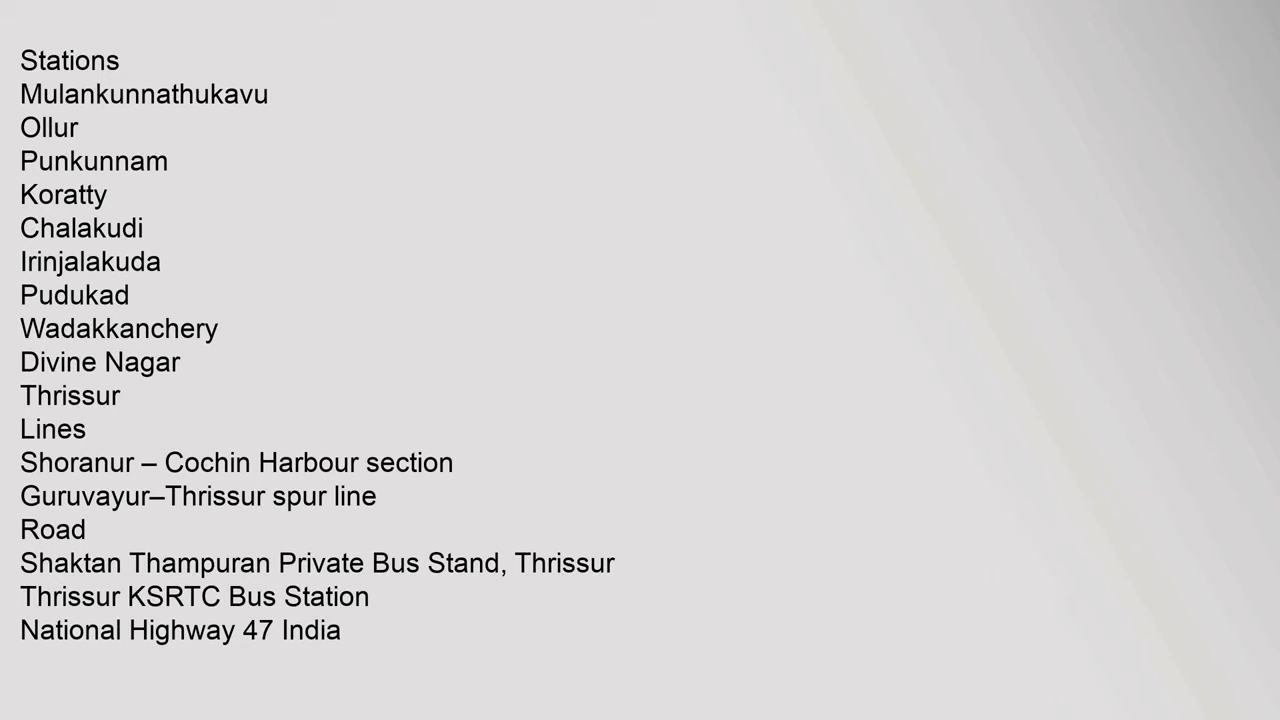 Stations
Mulankunnathukavu
Ollur
Punkunnam
Koratty
Chalakudi
Irinjalakuda
Pudukad
Wadakkanchery
Divine Nagar
Thrissur
Lines
Shoranur – Cochin Harbour section
Guruvayur–Thrissur spur line
Road
Shaktan Thampuran Private Bus Stand, Thrissur
Thrissur KSRTC Bus Station
National Highway 47 India